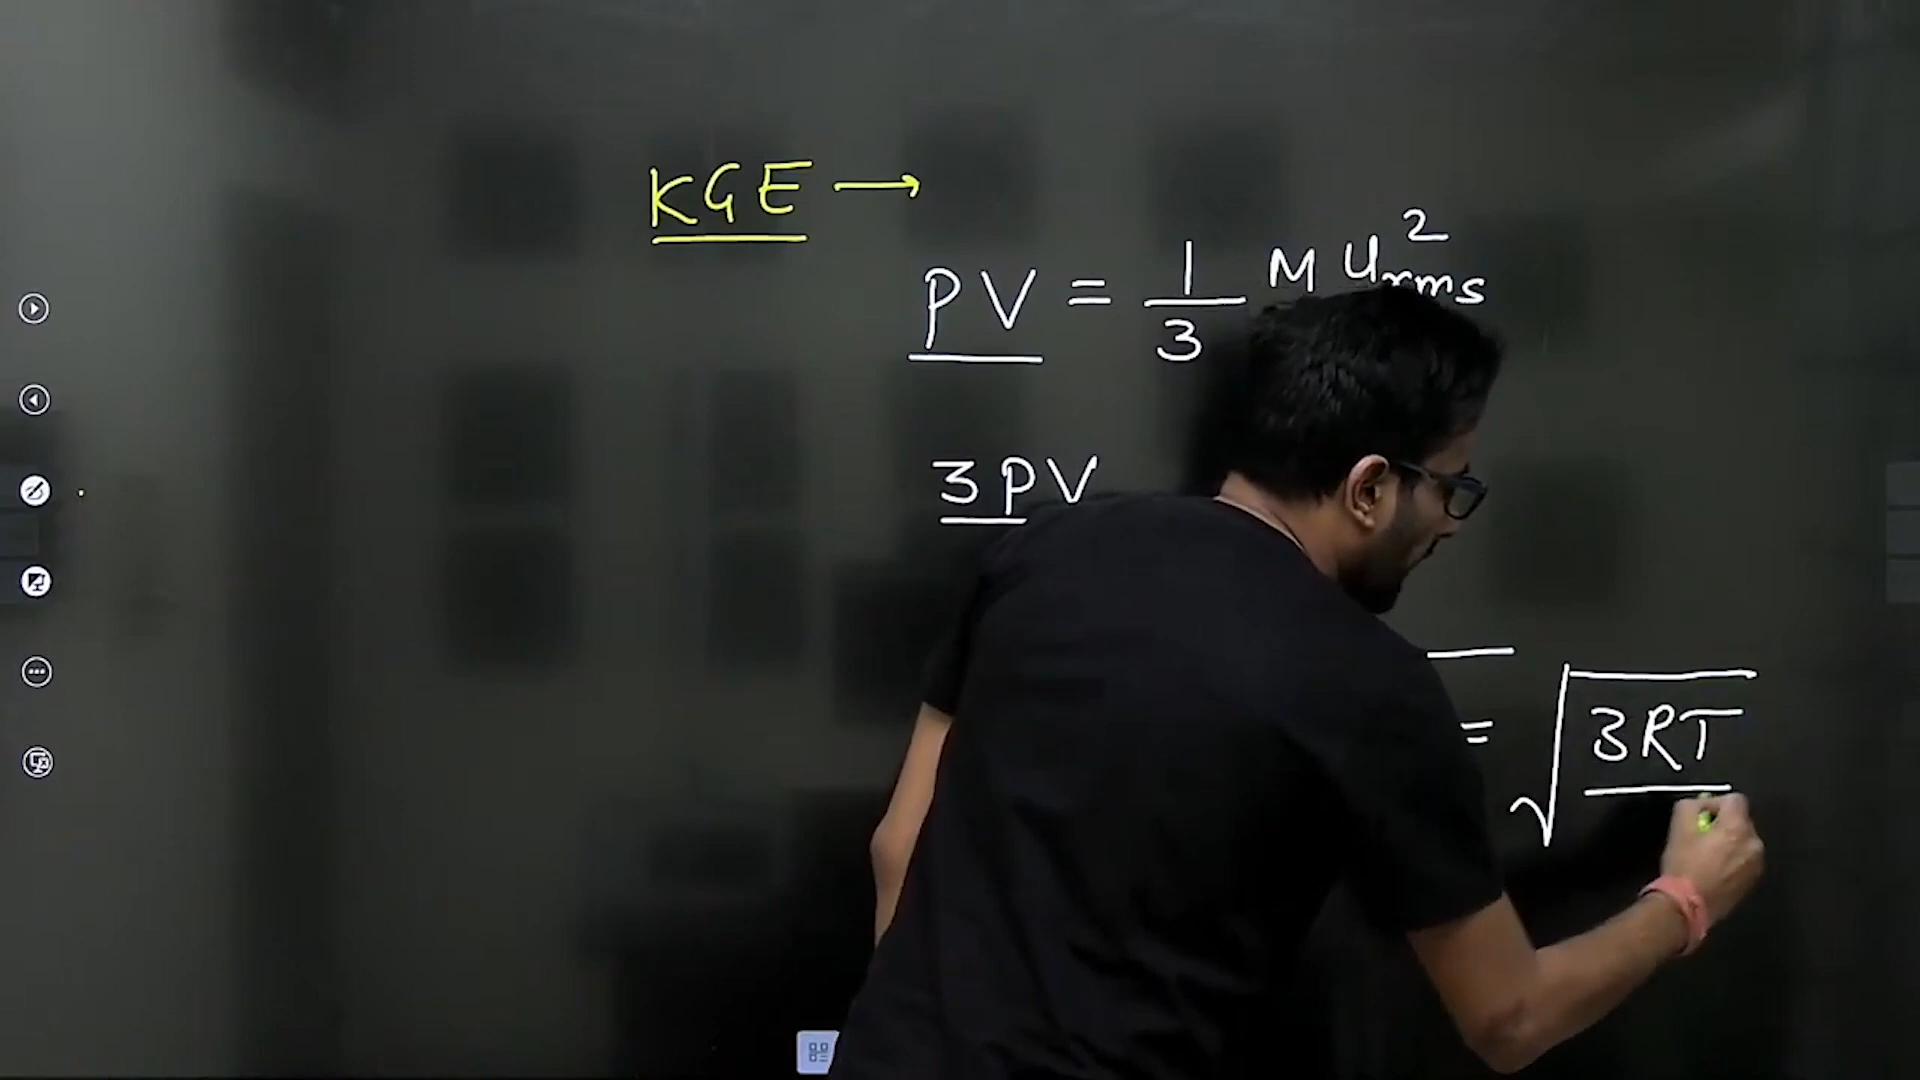 KGE →
PV = 1/3 M U²rms
3PV
= √3RT